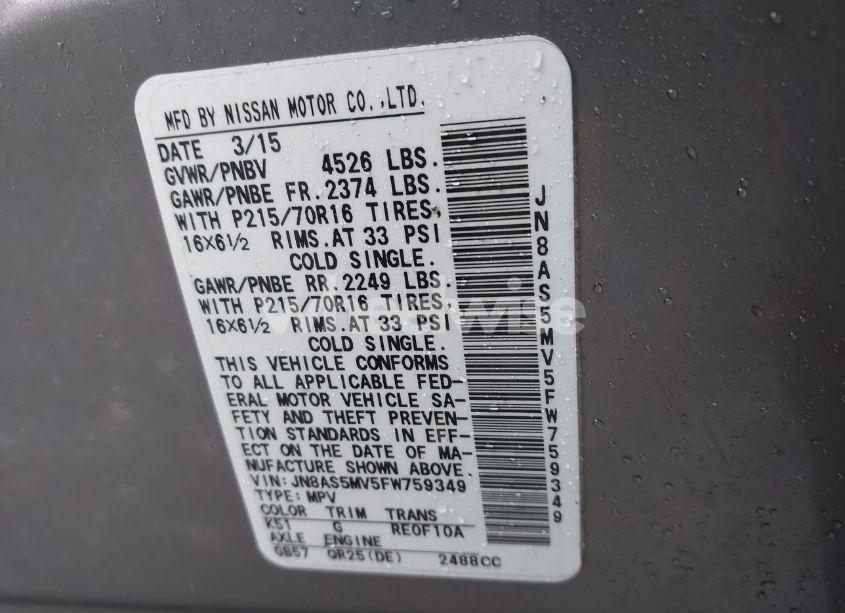 MFD BY NISSAN MOTOR CO.,LTD.
DATE 3/15
GVWR/PNBV 4526 LBS.
GAWR/PNBE FR.2374 LBS.
WITH P215/70R16 TIRES,
16X6½ RIMS.AT 33 PSI
COLD SINGLE.
GAWR/PNBE RR.2249 LBS.
WITH P215/70R16 TIRES,
16X6½ RIMS.AT 33 PSI
COLD SINGLE.
THIS VEHICLE CONFORMS
TO ALL APPLICABLE FED-
ERAL MOTOR VEHICLE SA-
FETY AND THEFT PREVEN-
TION STANDARDS IN EFF-
ECT ON THE DATE OF MA-
NUFACTURE SHOWN ABOVE.
VIN: JN8AS5MV5FW759349
TYPE: MPV
COLOR TRIM TRANS
K51 G RE0F10A
AXLE ENGINE
GB57 QR25(DE) 2488CC
JN8AS5MV5FW759349